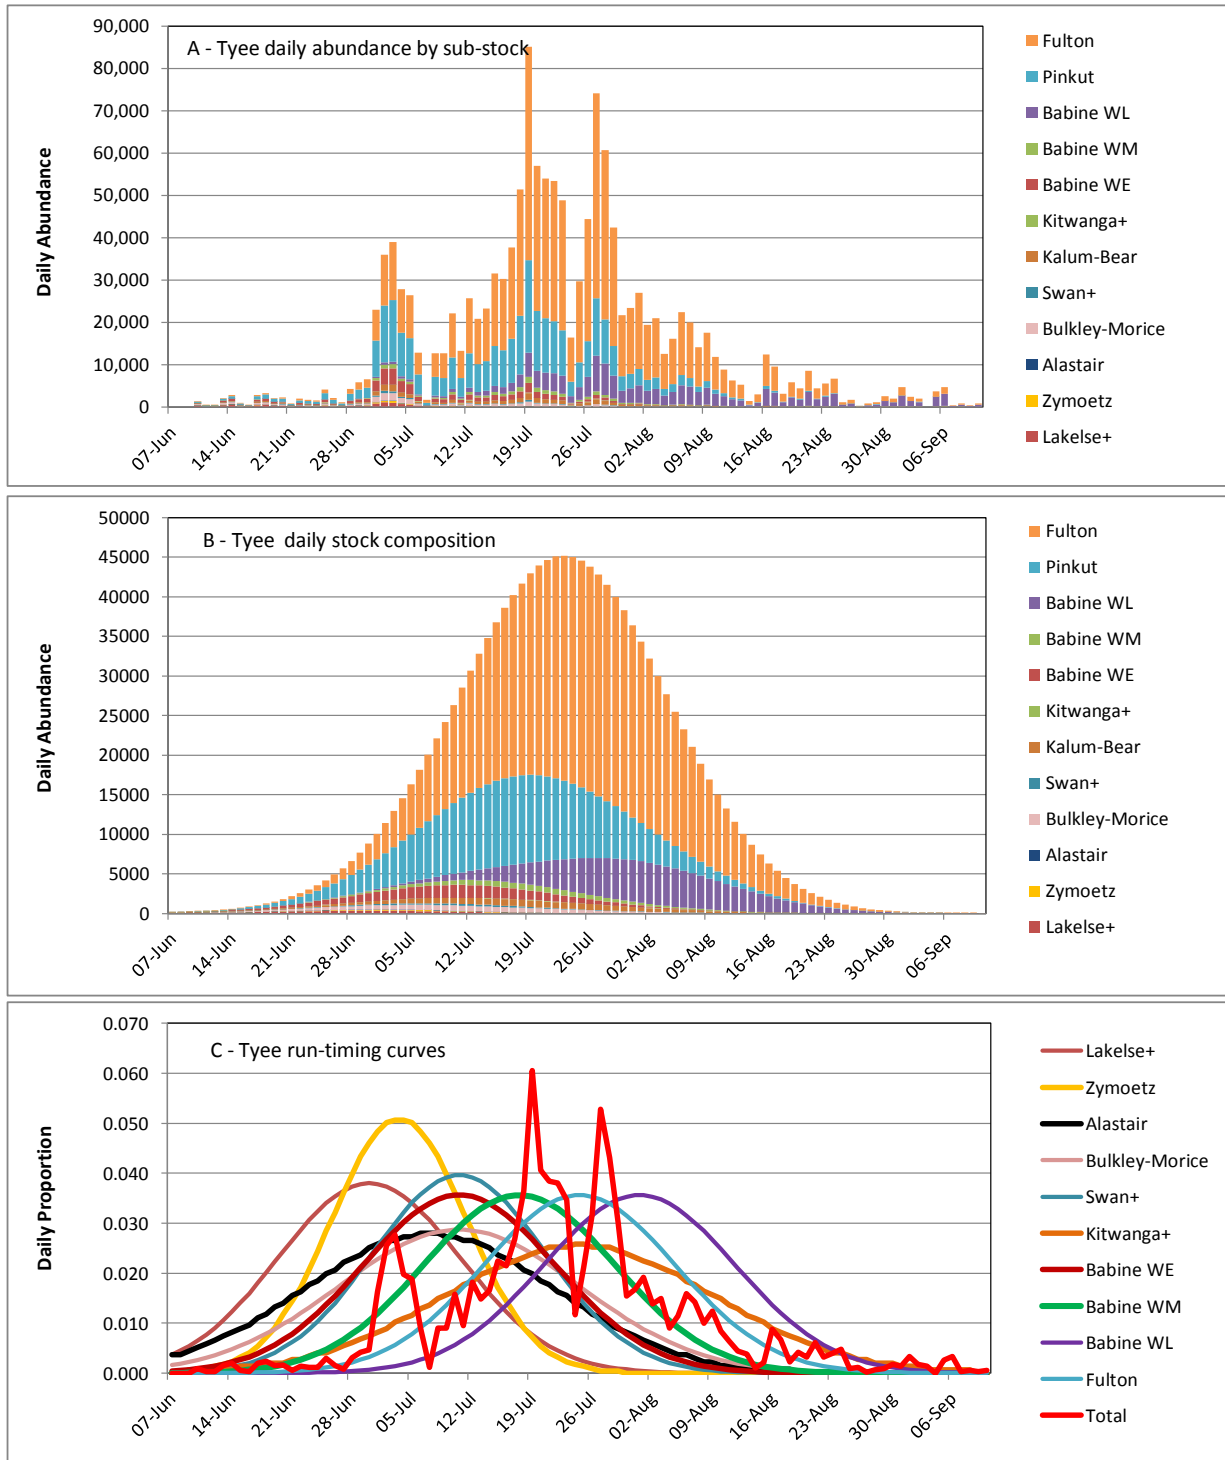 A - Tyee daily abundance by sub-stock
Daily Abundance
90,000
80,000
70,000
60,000
50,000
40,000
30,000
20,000
10,000
0
07-Jun
14-Jun
21-Jun
28-Jun
05-Jul
12-Jul
19-Jul
26-Jul
02-Aug
09-Aug
16-Aug
23-Aug
30-Aug
06-Sep
Fulton
Pinkut
Babine WL
Babine WM
Babine WE
Kitwanga+
Kalum-Bear
Swan+
Bulkley-Morice
Alastair
Zymoetz
Lakelse+
B - Tyee daily stock composition
Daily Abundance
50000
45000
40000
35000
30000
25000
20000
15000
10000
5000
0
07-Jun
14-Jun
21-Jun
28-Jun
05-Jul
12-Jul
19-Jul
26-Jul
02-Aug
09-Aug
16-Aug
23-Aug
30-Aug
06-Sep
Fulton
Pinkut
Babine WL
Babine WM
Babine WE
Kitwanga+
Kalum-Bear
Swan+
Bulkley-Morice
Alastair
Zymoetz
Lakelse+
C - Tyee run-timing curves
Daily Proportion
0.070
0.060
0.050
0.040
0.030
0.020
0.010
0.000
07-Jun
14-Jun
21-Jun
28-Jun
05-Jul
12-Jul
19-Jul
26-Jul
02-Aug
09-Aug
16-Aug
23-Aug
30-Aug
06-Sep
Lakelse+
Zymoetz
Alastair
Bulkley-Morice
Swan+
Kitwanga+
Babine WE
Babine WM
Babine WL
Fulton
Total